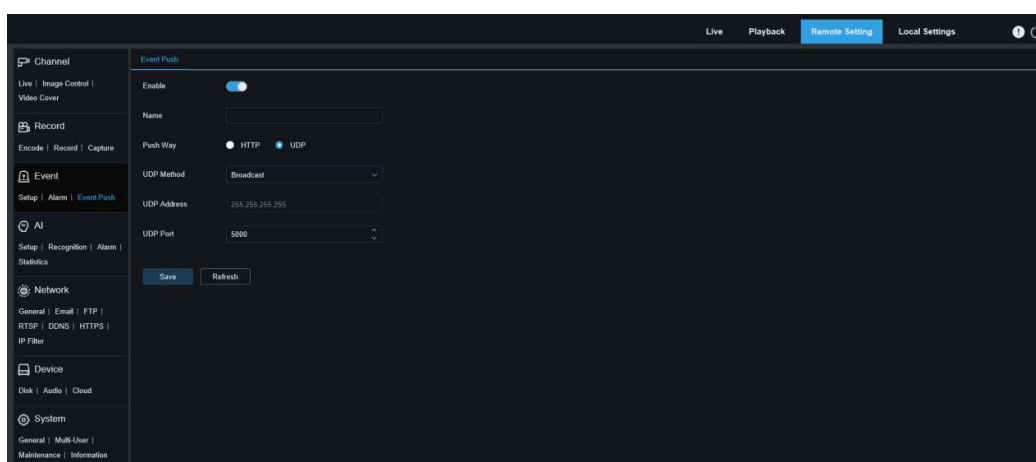 Live Playback Remote Setting Local Settings
Channel
Live | Image Control |
Video Cover
Record
Encode | Record | Capture
Event
Setup | Alarm | Event Push
AI
Setup | Recognition | Alarm |
Statistics
Network
General | Email | FTP |
RTSP | DDNS | HTTPS |
IP Filter
Device
Disk | Audio | Cloud
System
General | Multi-User |
Maintenance | Information
Event Push
Enable
Name
Push Way HTTP UDP
UDP Method Broadcast
UDP Address 255.255.255.255
UDP Port 5000
Save Refresh